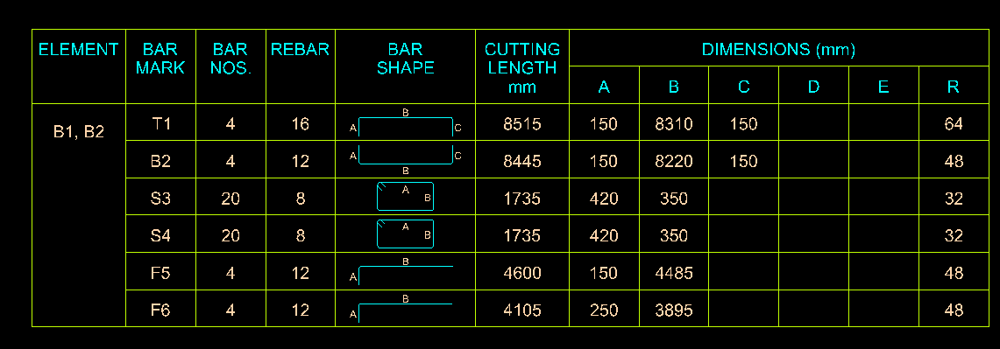 ELEMENT BAR MARK BAR NOS. REBAR BAR SHAPE CUTTING LENGTH mm DIMENSIONS (mm)
A B C D E R
B1, B2
T1 4 16 A B C 8515 150 8310 150 64
B2 4 12 A C B 8445 150 8220 150 48
S3 20 8 A B 1735 420 350 32
S4 20 8 A B 1735 420 350 32
F5 4 12 B A 4600 150 4485 48
F6 4 12 B A 4105 250 3895 48